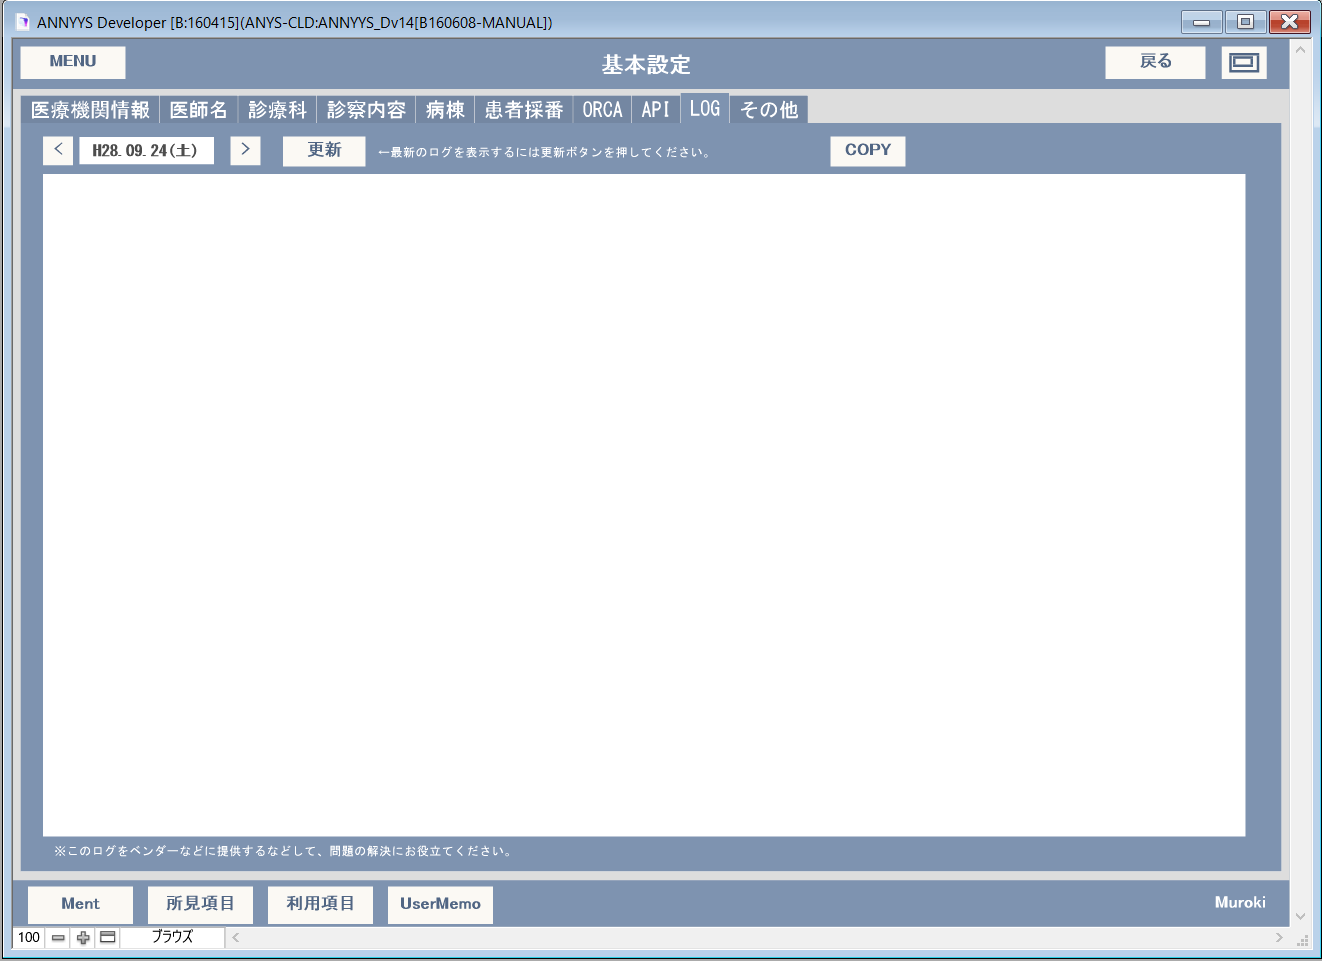 ANNYYS Developer [B:160415](ANYS-CLD:ANNYYS_Dv14[B160608-MANUAL])
MENU 基本設定 戻る
医療機関情報 医師名 診療科 診察内容 病棟 患者採番 ORCA API LOG その他
< H28.09.24(土) > 更新 ←最新のログを表示するには更新ボタンを押してください。 COPY
※このログをベンダーなどに提供するなどして、問題の解決にお役立てください。
Ment 所見項目 利用項目 UserMemo Muroki
100 ブラウズ